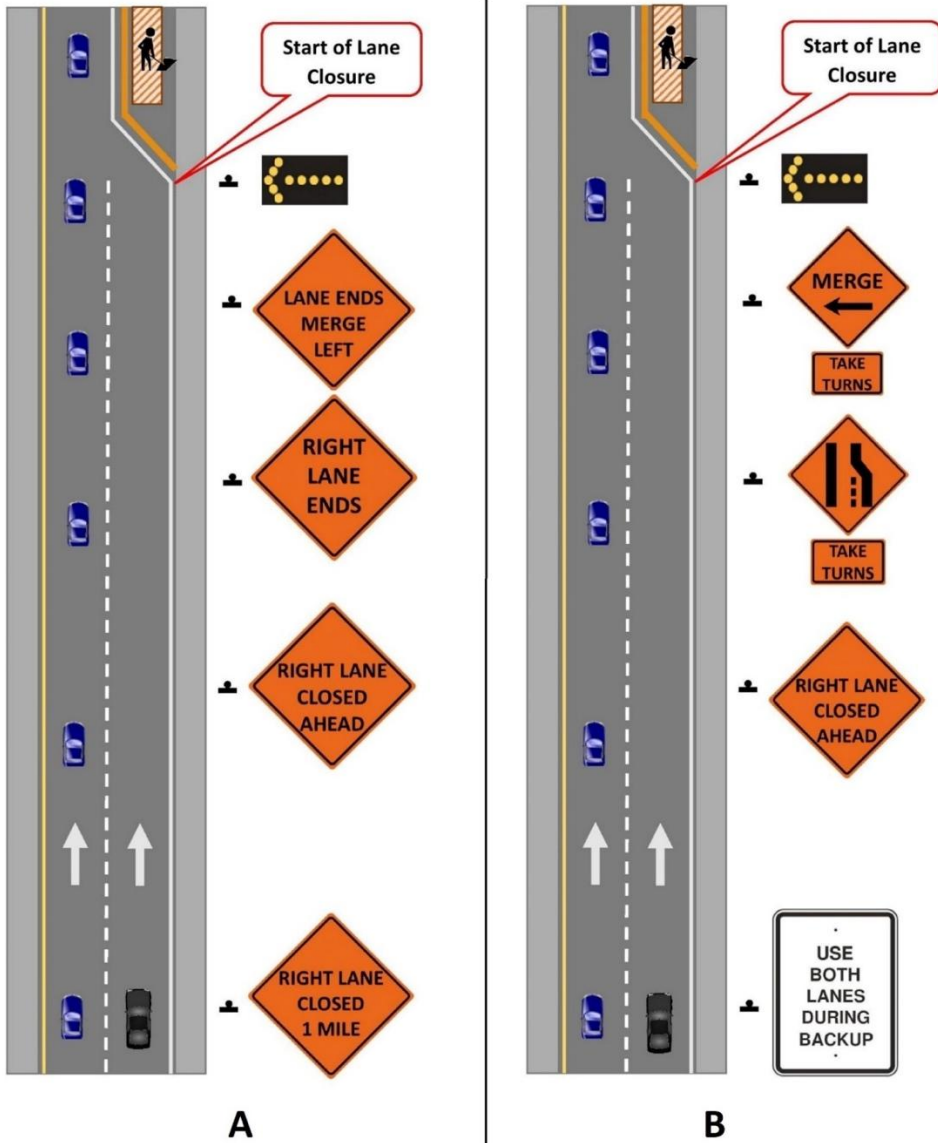 Start of Lane
Closure
LANE ENDS
MERGE
LEFT
RIGHT
LANE
ENDS
RIGHT LANE
CLOSED
AHEAD
RIGHT LANE
CLOSED
1 MILE
A
Start of Lane
Closure
MERGE
TAKE
TURNS
TAKE
TURNS
RIGHT LANE
CLOSED
AHEAD
USE
BOTH
LANES
DURING
BACKUP
B